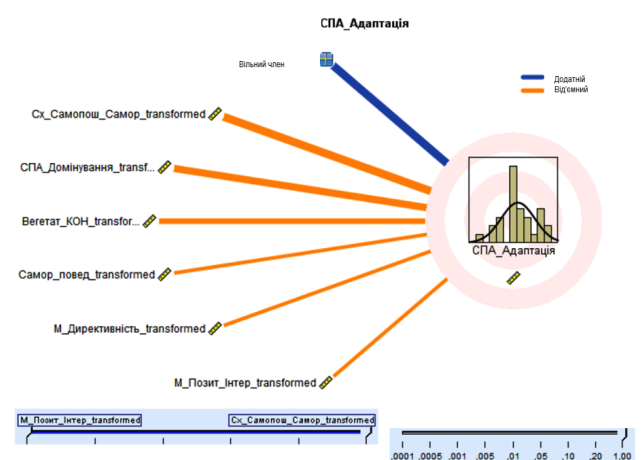 СПА_Адаптація
Вільний член
Додатній
Від'ємний
Сх_Самопош_Самор_transformed
СПА_Домінування_transf...
Вегетат_КОН_transfor...
СПА_Адаптація
Самор_повед_transformed
М_Директивність_transformed
М_Позит_Інтер_transformed
М_Позит_Інтер_transformed
Сх_Самопош_Самор_transformed
.0001 .0005 .001 .005 .01 .05 .10 .20 1.00